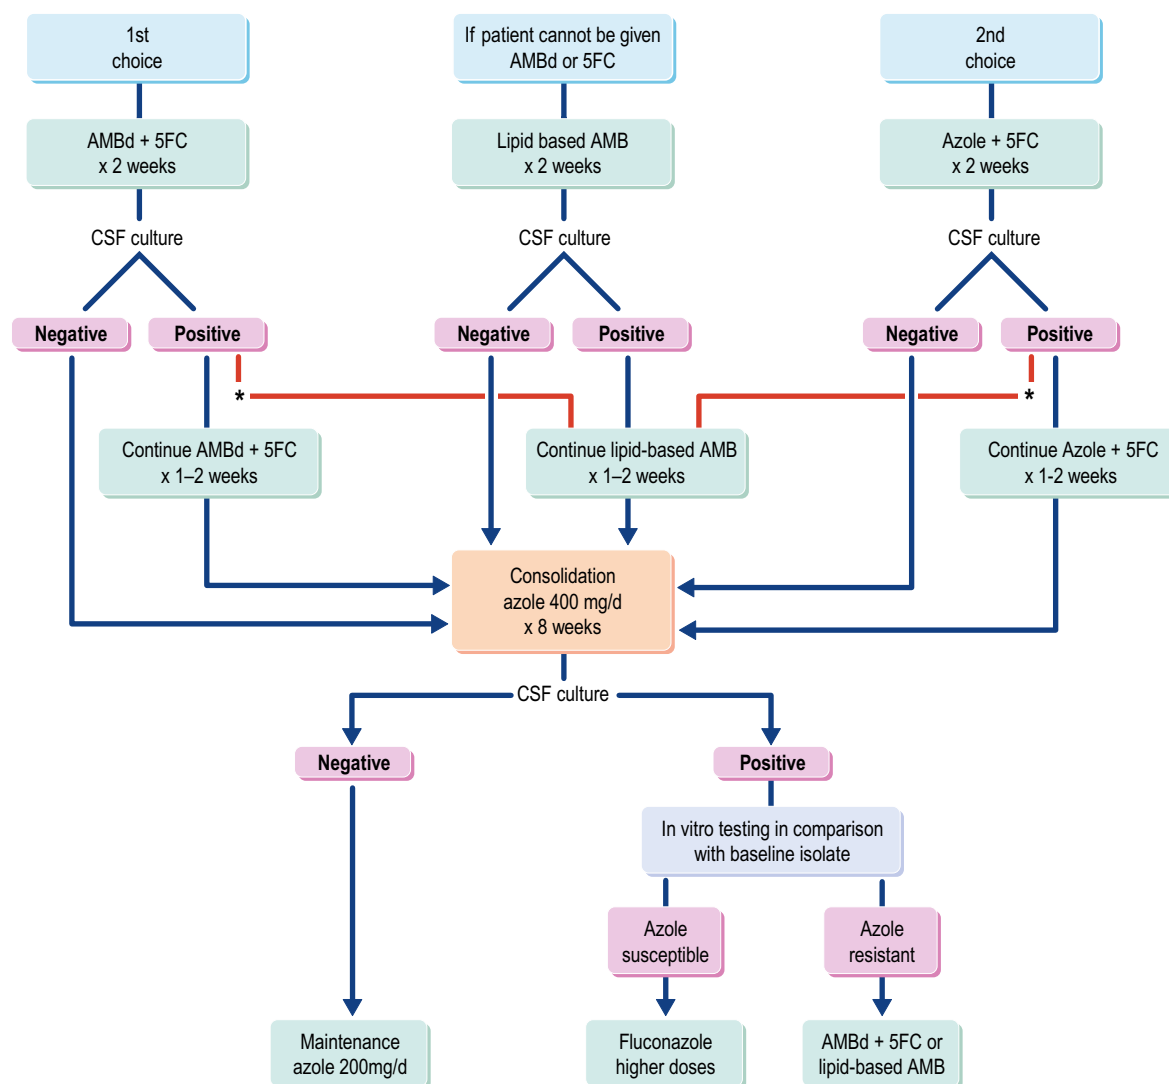 1st
choice
If patient cannot be given
AMBd or 5FC
2nd
choice
AMBd + 5FC
x 2 weeks
Lipid based AMB
x 2 weeks
Azole + 5FC
x 2 weeks
CSF culture
CSF culture
CSF culture
Negative
Positive
Negative
Positive
Negative
Positive
*
*
Continue AMBd + 5FC
x 1–2 weeks
Continue lipid-based AMB
x 1–2 weeks
Continue Azole + 5FC
x 1-2 weeks
Consolidation
azole 400 mg/d
x 8 weeks
CSF culture
Negative
Positive
In vitro testing in comparison
with baseline isolate
Azole
susceptible
Azole
resistant
Maintenance
azole 200mg/d
Fluconazole
higher doses
AMBd + 5FC or
lipid-based AMB